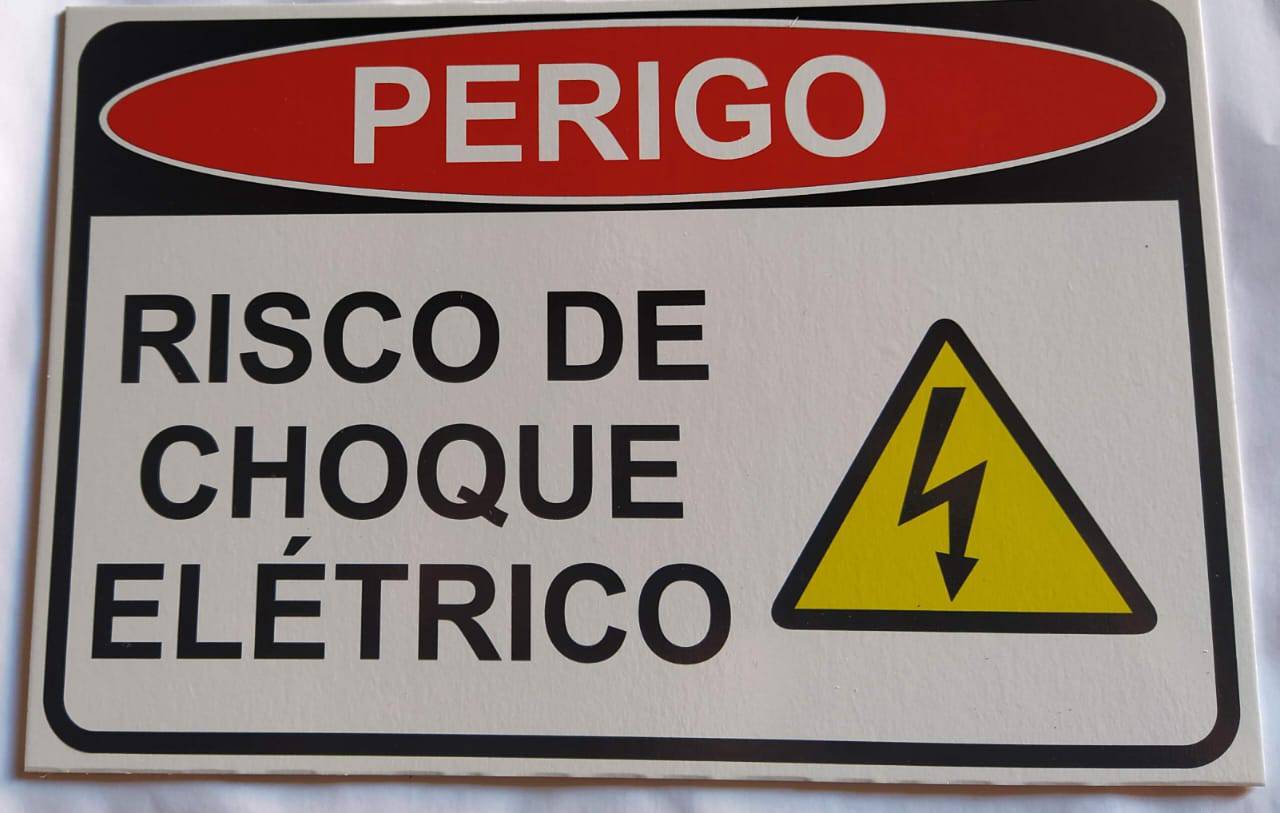 PERIGO
RISCO DE
CHOQUE
ELÉTRICO